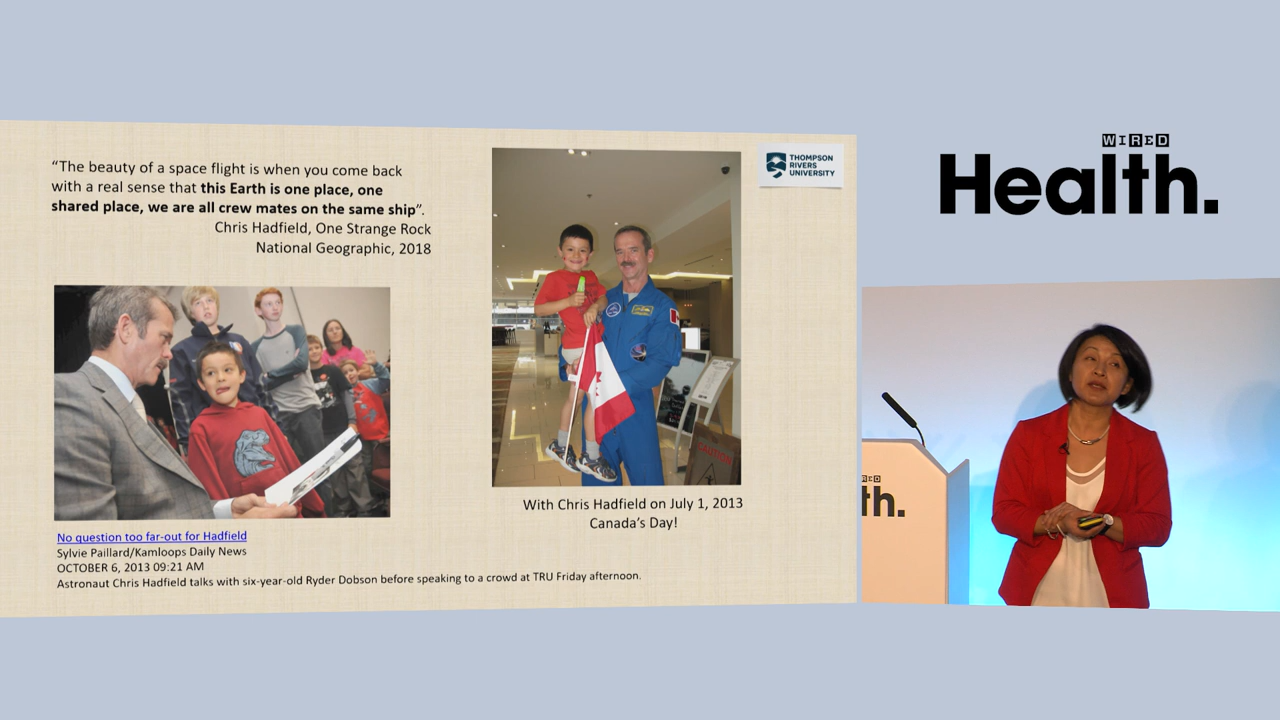 “The beauty of a space flight is when you come back
with a real sense that this Earth is one place, one
shared place, we are all crew mates on the same ship”.
Chris Hadfield, One Strange Rock
National Geographic, 2018
THOMPSON
RIVERS
UNIVERSITY
With Chris Hadfield on July 1, 2013
Canada’s Day!
No question too far-out for Hadfield
Sylvie Paillard/Kamloops Daily News
OCTOBER 6, 2013 09:21 AM
Astronaut Chris Hadfield talks with six-year-old Ryder Dobson before speaking to a crowd at TRU Friday afternoon.
CAUTION
WIRED
Health.
th.